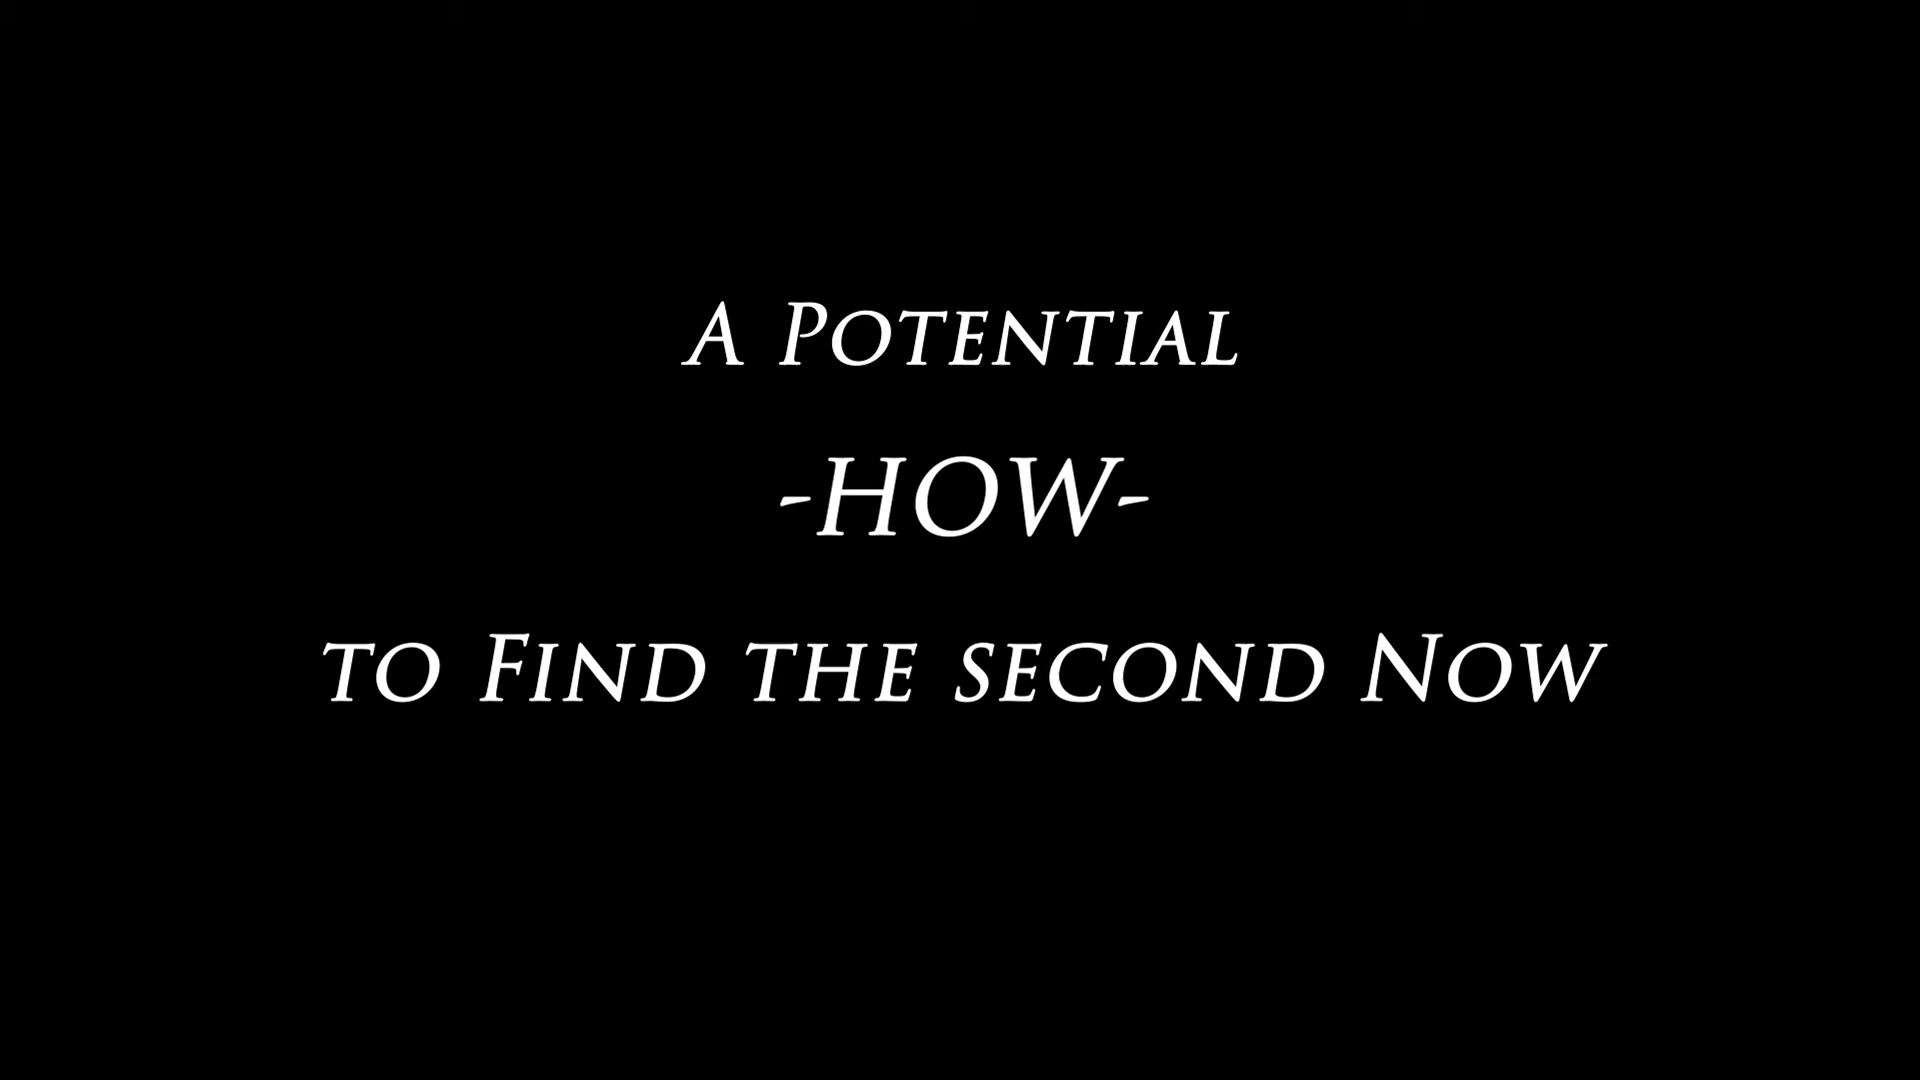 A Potential
-HOW-
to Find the second Now